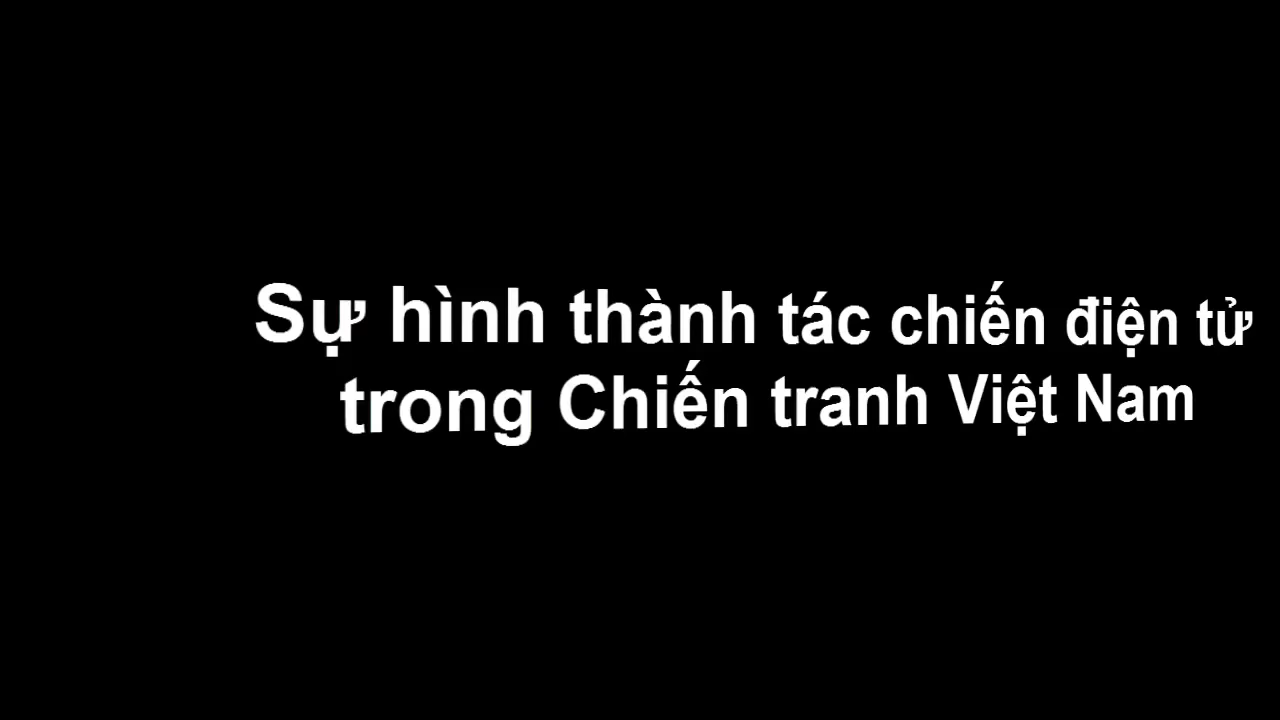 Sự hình thành tác chiến điện tử
trong Chiến tranh Việt Nam